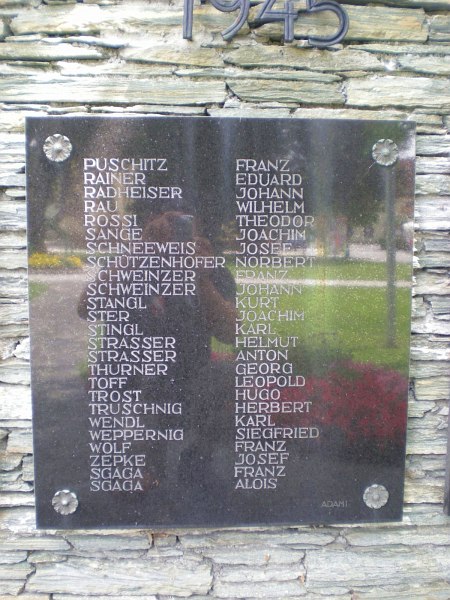 1945
PUSCHITZ FRANZ
RAINER EDUARD
RADHEISER JOHANN
RAU WILHELM
ROSSI THEODOR
SANGE JOACHIM
SCHNEEWEIS JOSEF
SCHÜTZENHOFER NORBERT
SCHWEINZER FRANZ
SCHWEINZER JOHANN
STANGL KURT
STER JOACHIM
STINGL KARL
STRASSER HELMUT
STRASSER ANTON
THURNER GEORG
TOFF LEOPOLD
TROST HUGO
TRUSCHNIG HERBERT
WENDL KARL
WEPPERNIG SIEGFRIED
WOLF FRANZ
ZEPKE JOSEF
SGAGA FRANZ
SGAGA ALOIS